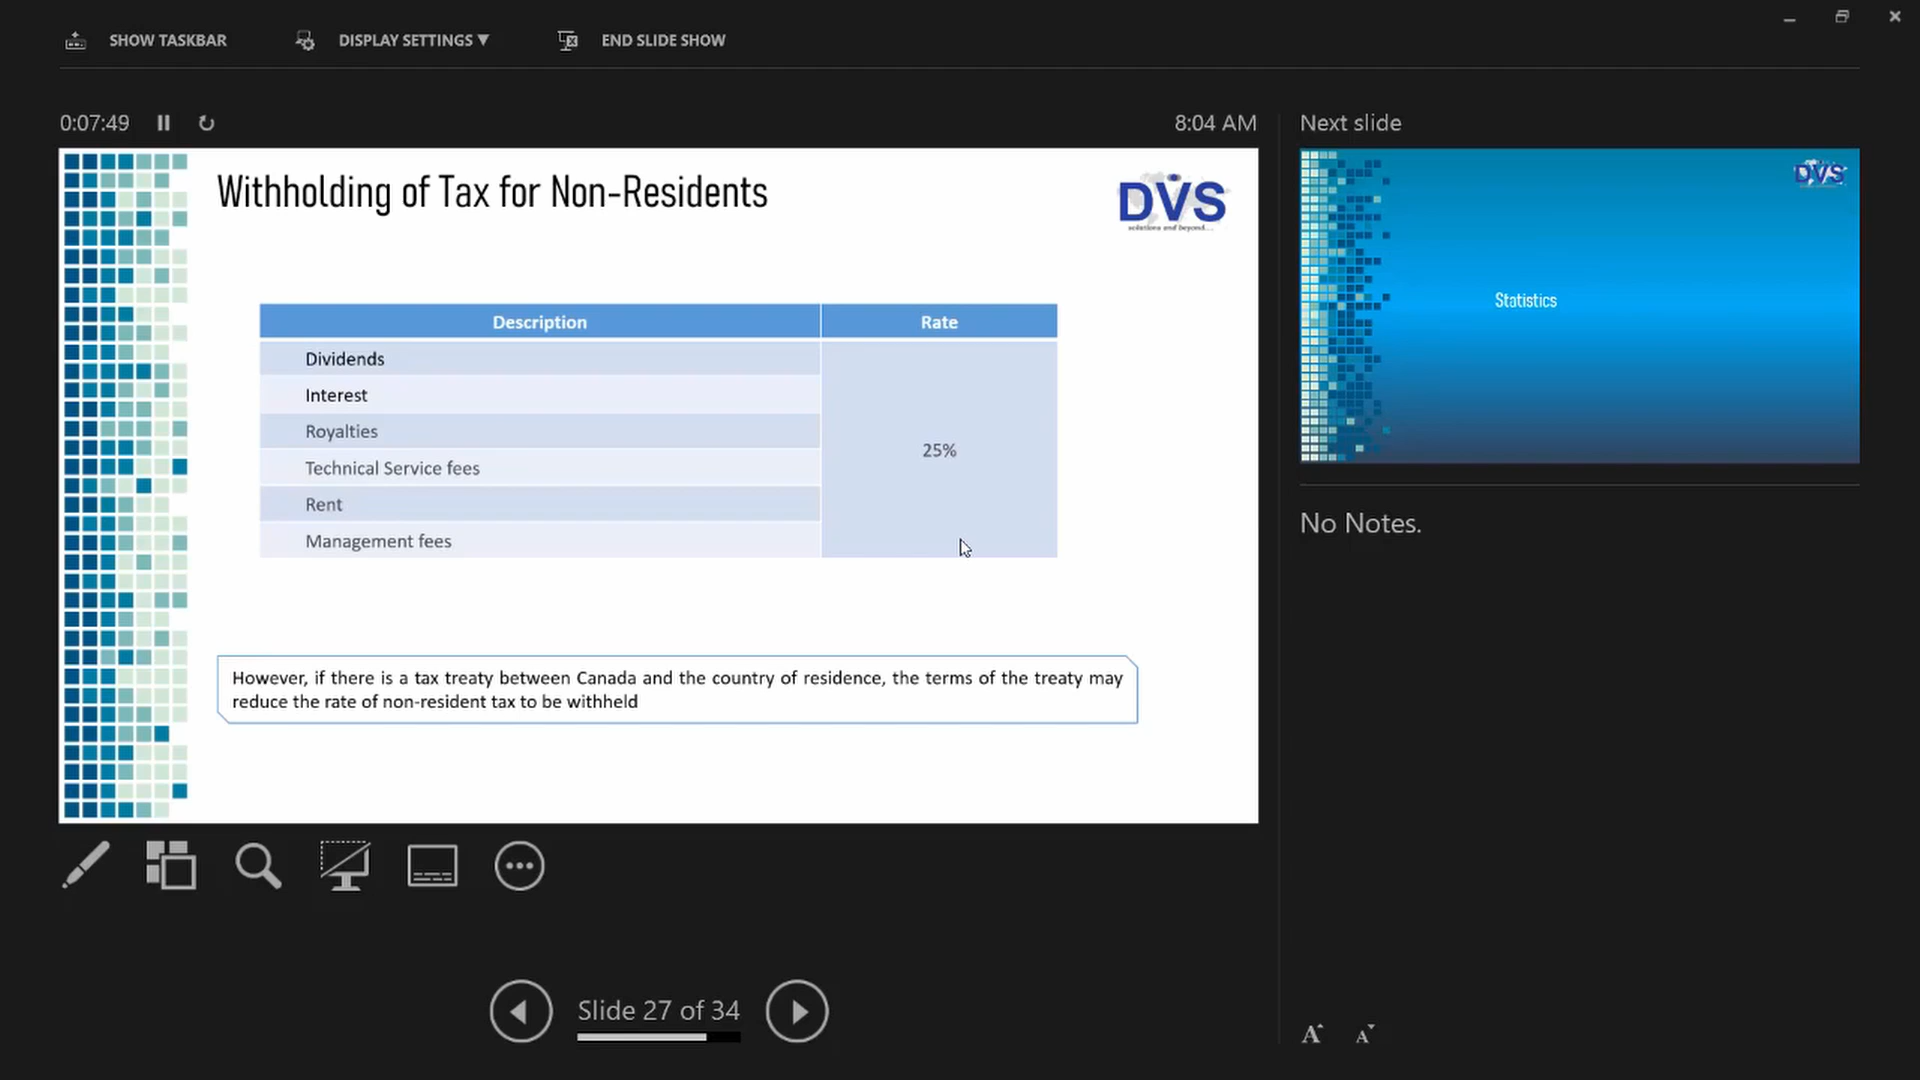 SHOW TASKBAR
DISPLAY SETTINGS ▼
END SLIDE SHOW
0:07:49
8:04 AM
Next slide
Withholding of Tax for Non-Residents
DVS
solutions and beyond...
Description
Rate
Dividends
Interest
Royalties
Technical Service fees
Rent
Management fees
25%
However, if there is a tax treaty between Canada and the country of residence, the terms of the treaty may
reduce the rate of non-resident tax to be withheld
DVS
Statistics
No Notes.
Slide 27 of 34
A A